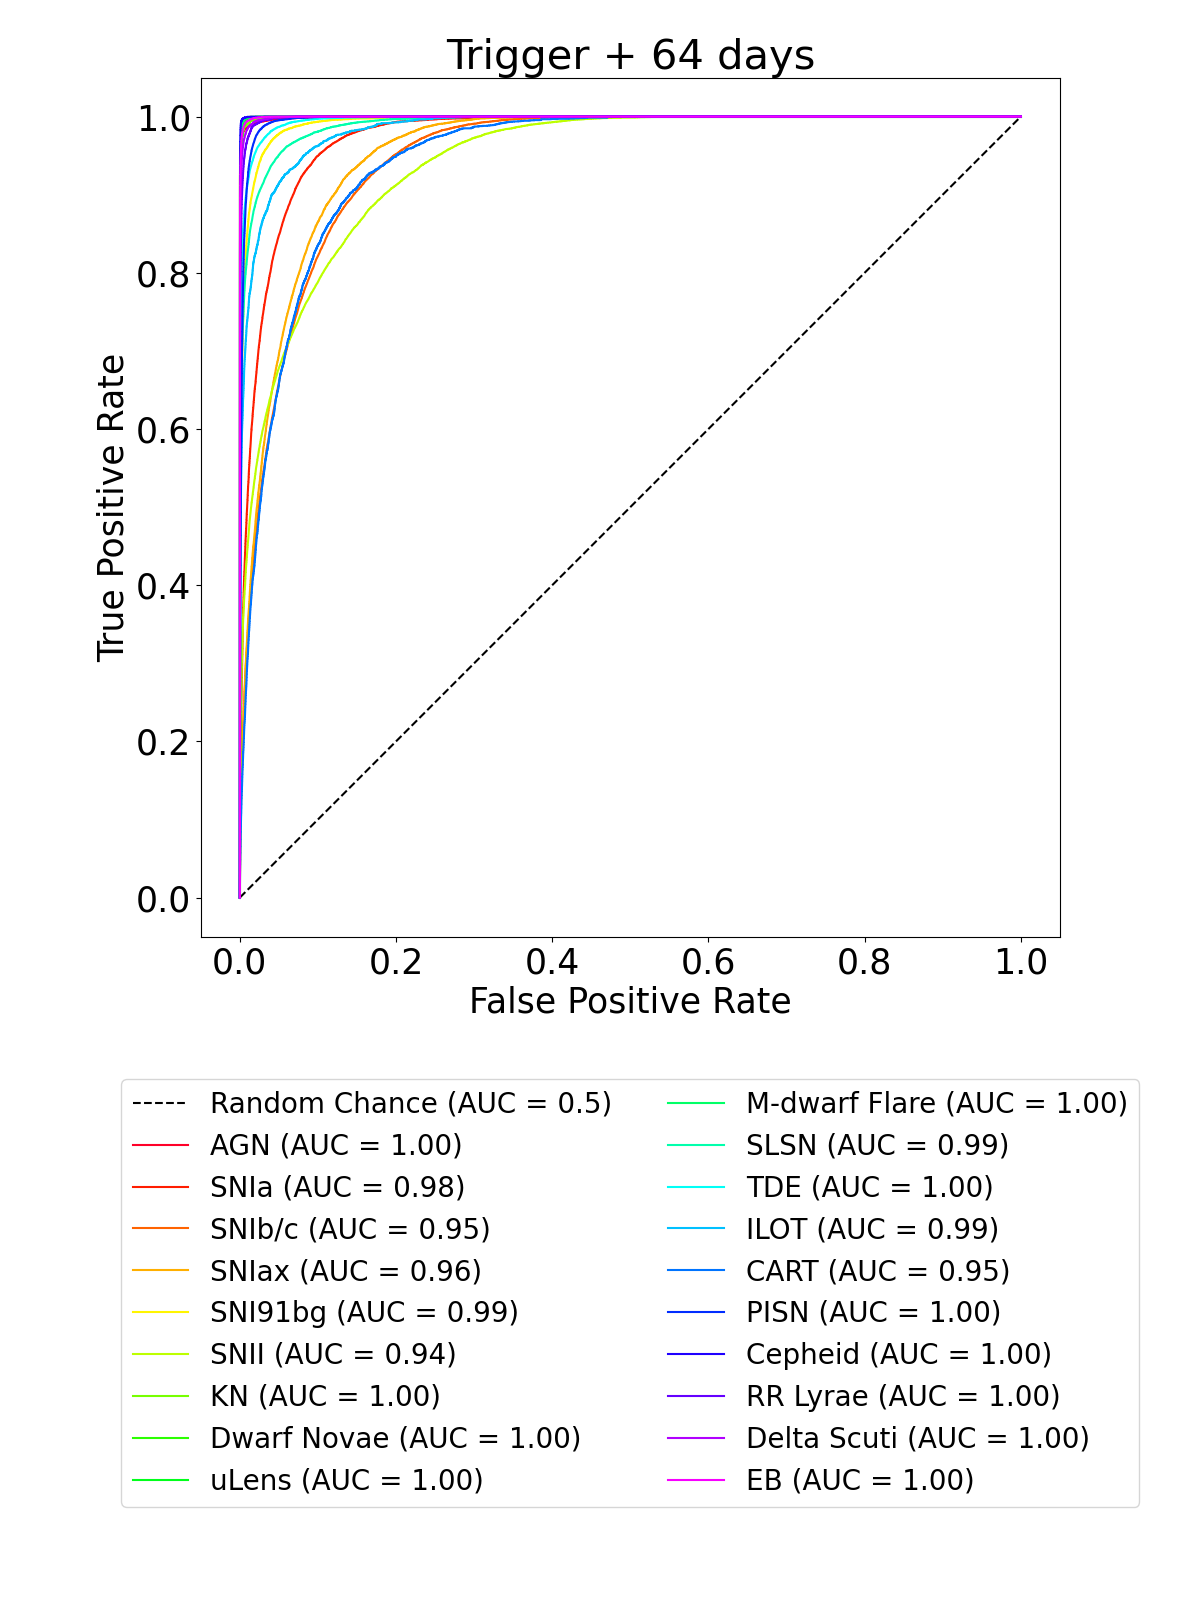 Trigger + 64 days
1.0
0.8
0.6
0.4
0.2
0.0
True Positive Rate
0.0 0.2 0.4 0.6 0.8 1.0
False Positive Rate
Random Chance (AUC = 0.5)
AGN (AUC = 1.00)
SNIa (AUC = 0.98)
SNIb/c (AUC = 0.95)
SNIax (AUC = 0.96)
SNI91bg (AUC = 0.99)
SNII (AUC = 0.94)
KN (AUC = 1.00)
Dwarf Novae (AUC = 1.00)
uLens (AUC = 1.00)
M-dwarf Flare (AUC = 1.00)
SLSN (AUC = 0.99)
TDE (AUC = 1.00)
ILOT (AUC = 0.99)
CART (AUC = 0.95)
PISN (AUC = 1.00)
Cepheid (AUC = 1.00)
RR Lyrae (AUC = 1.00)
Delta Scuti (AUC = 1.00)
EB (AUC = 1.00)